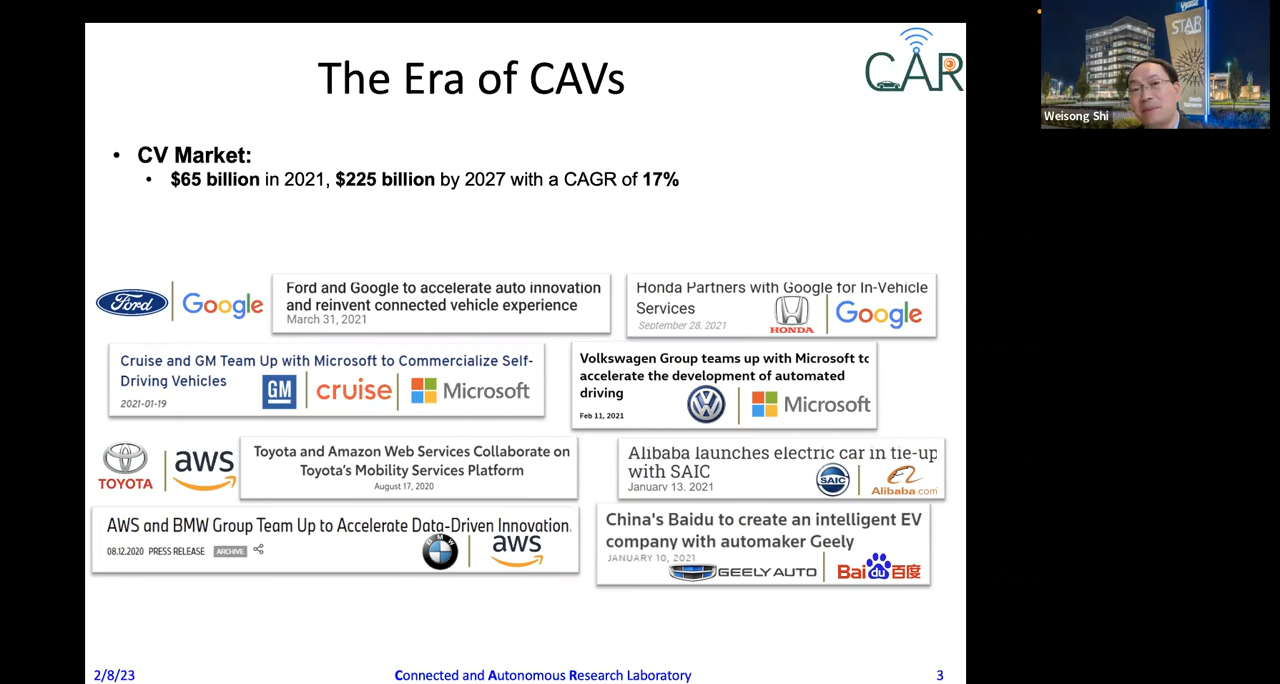 The Era of CAVs
CAR
• CV Market:
• $65 billion in 2021, $225 billion by 2027 with a CAGR of 17%
Ford
Google
Ford and Google to accelerate auto innovation
and reinvent connected vehicle experience
March 31, 2021
Honda Partners with Google for In-Vehicle
Services
September 28, 2021
HONDA
Google
Cruise and GM Team Up with Microsoft to Commercialize Self-
Driving Vehicles
2021-01-19
GM
cruise
Microsoft
Volkswagen Group teams up with Microsoft to
accelerate the development of automated
driving
Feb 11, 2021
Microsoft
TOYOTA
aws
Toyota and Amazon Web Services Collaborate on
Toyota's Mobility Services Platform
August 17, 2020
Alibaba launches electric car in tie-up
with SAIC
January 13, 2021
SAIC
Alibaba.com
AWS and BMW Group Team Up to Accelerate Data-Driven Innovation.
08.12.2020 PRESS RELEASE ARCHIVE
BMW
aws
China's Baidu to create an intelligent EV
company with automaker Geely
JANUARY 10, 2021
GEELY AUTO
Bai du 百度
2/8/23
Connected and Autonomous Research Laboratory
3
STAR
Weisong Shi